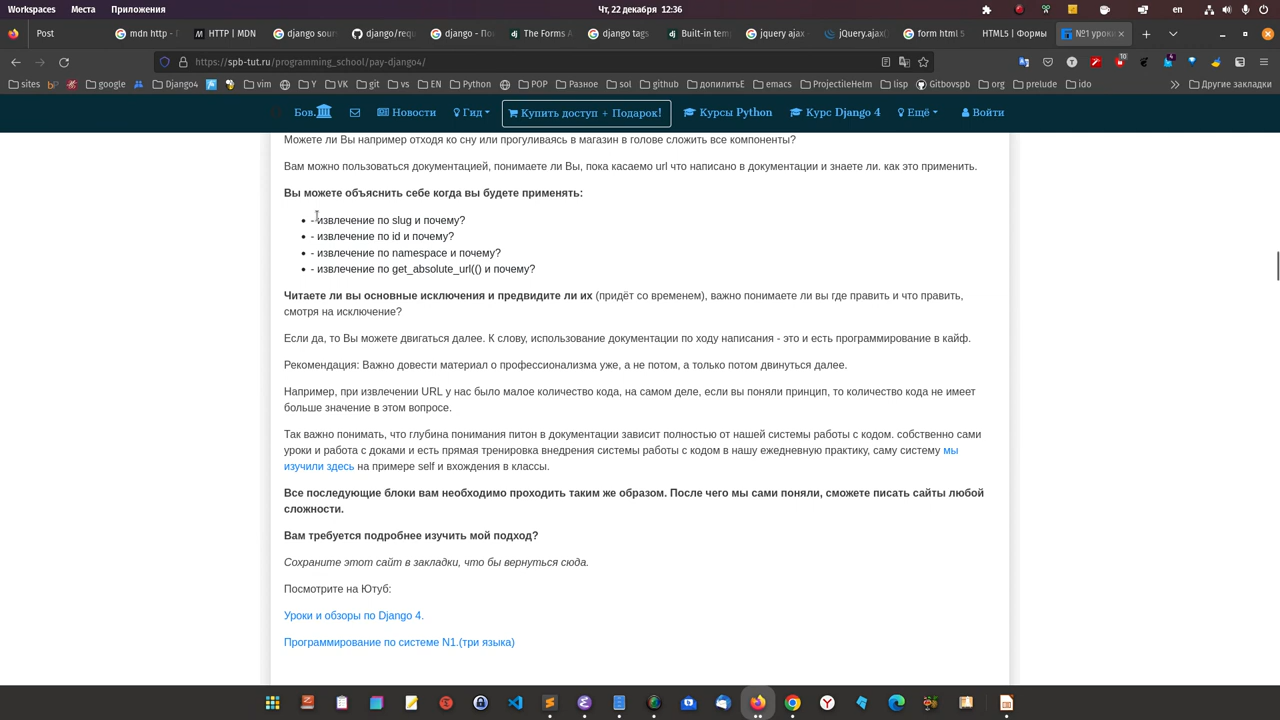 Workspaces Места Приложения Чт, 22 декабря 12:36 en
Post mdn http - HTTP | MDN django sour github django/requ django - По The Forms A django tags Built-in tem jquery ajax jQuery.ajax( form html 5 HTML5 | Формы №1 уроки
https://spb-tut.ru/programming_school/pay-django4/ 10 4
sites bg Django4 google Y vk git vs EN Python POP Разное sol github допилитьЕ emacs ProjectileHelm lisp Gitbovspb org prelude ido Другие закладки
Бов. Новости Гид Купить доступ + Подарок! Курсы Python Курс Django 4 Ещё Войти
Можете ли Вы например отходя ко сну или прогуливаясь в магазин в голове сложить все компоненты?
Вам можно пользоваться документацией, понимаете ли Вы, пока касаемо url что написано в документации и знаете ли. как это применить.
Вы можете объяснить себе когда вы будете применять:
- извлечение по slug и почему?
- извлечение по id и почему?
- извлечение по namespace и почему?
- извлечение по get_absolute_url(() и почему?
Читаете ли вы основные исключения и предвидите ли их (придёт со временем), важно понимаете ли вы где править и что править,
смотря на исключение?
Если да, то Вы можете двигаться далее. К слову, использование документации по ходу написания - это и есть программирование в кайф.
Рекомендация: Важно довести материал о профессионализма уже, а не потом, а только потом двинуться далее.
Например, при извлечении URL у нас было малое количество кода, на самом деле, если вы поняли принцип, то количество кода не имеет
больше значение в этом вопросе.
Так важно понимать, что глубина понимания питон в документации зависит полностью от нашей системы работы с кодом. собственно сами
уроки и работа с доками и есть прямая тренировка внедрения системы работы с кодом в нашу ежедневную практику, саму систему мы
изучили здесь на примере self и вхождения в классы.
Все последующие блоки вам необходимо проходить таким же образом. После чего мы сами поняли, сможете писать сайты любой
сложности.
Вам требуется подробнее изучить мой подход?
Сохраните этот сайт в закладки, что бы вернуться сюда.
Посмотрите на Ютуб:
Уроки и обзоры по Django 4.
Программирование по системе N1.(три языка)